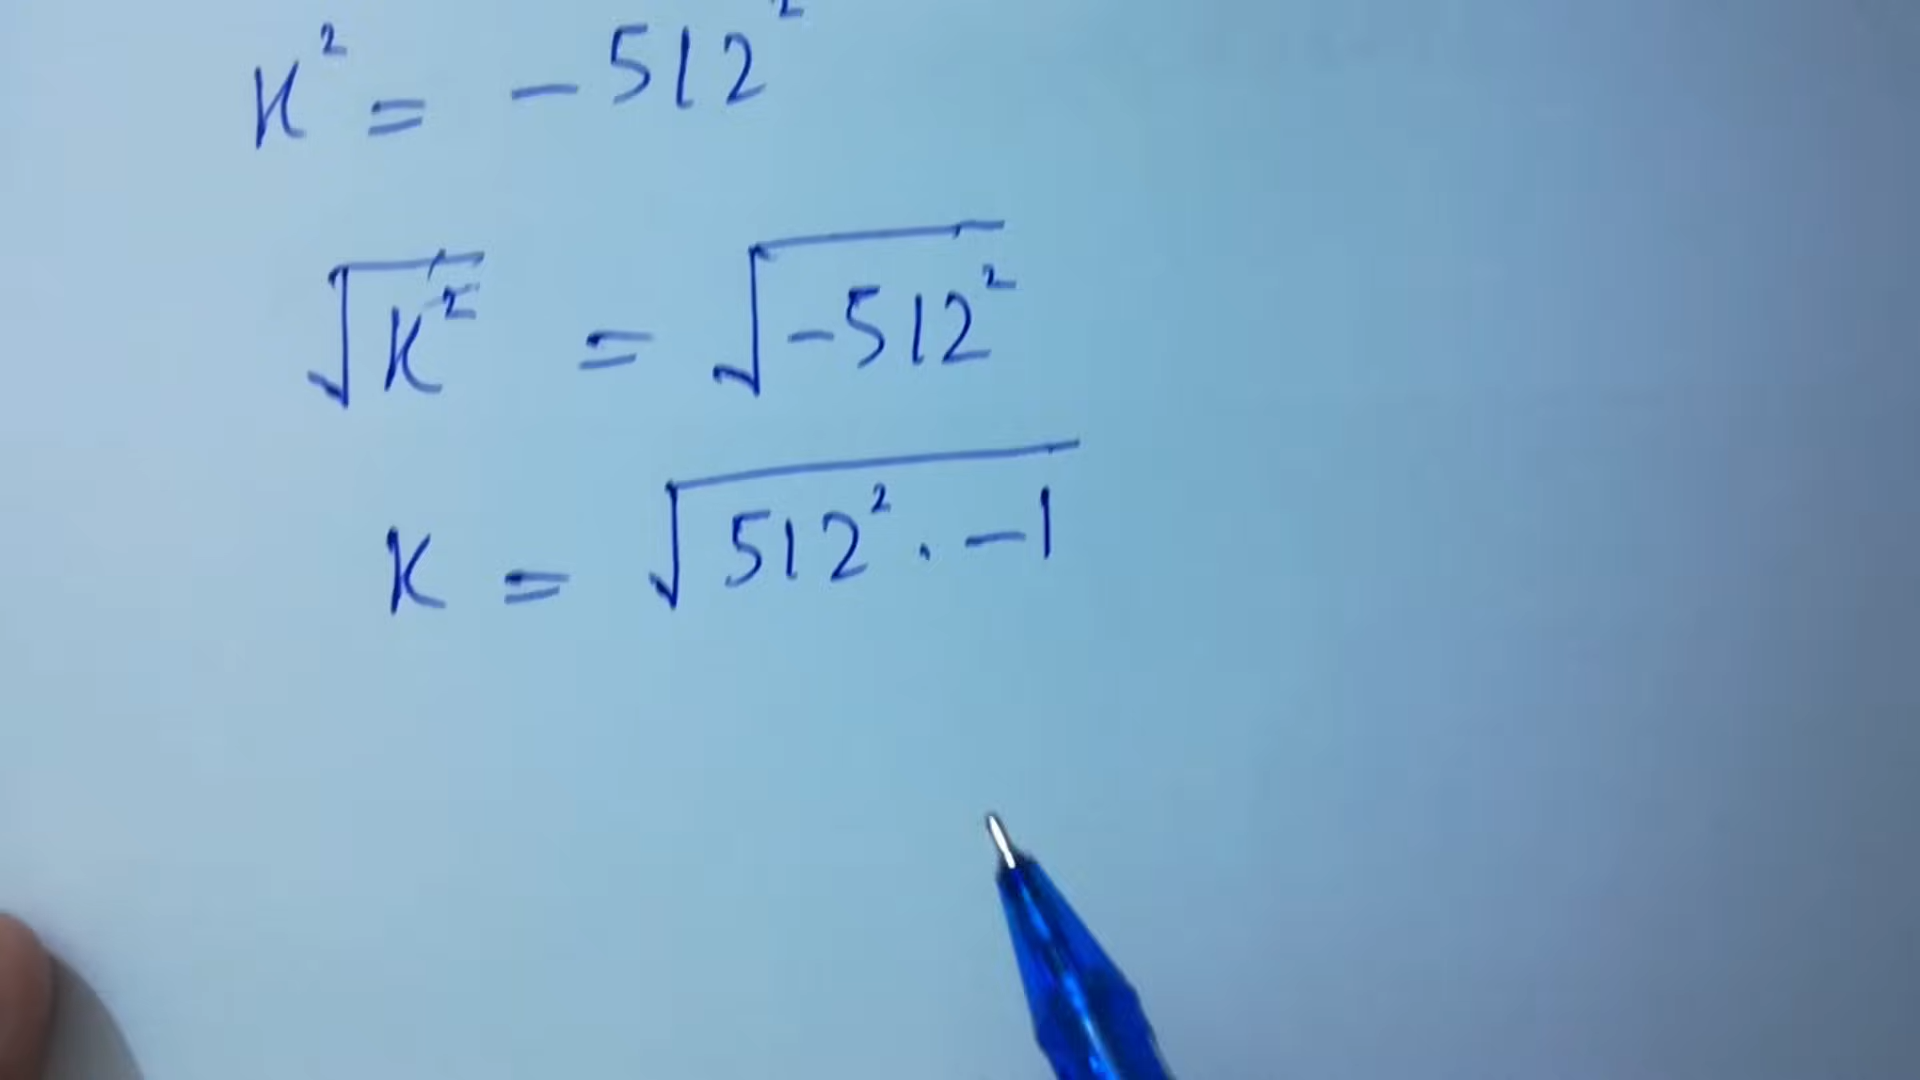 K² = - 512²
√K² = √-512²
K = √512² . -1